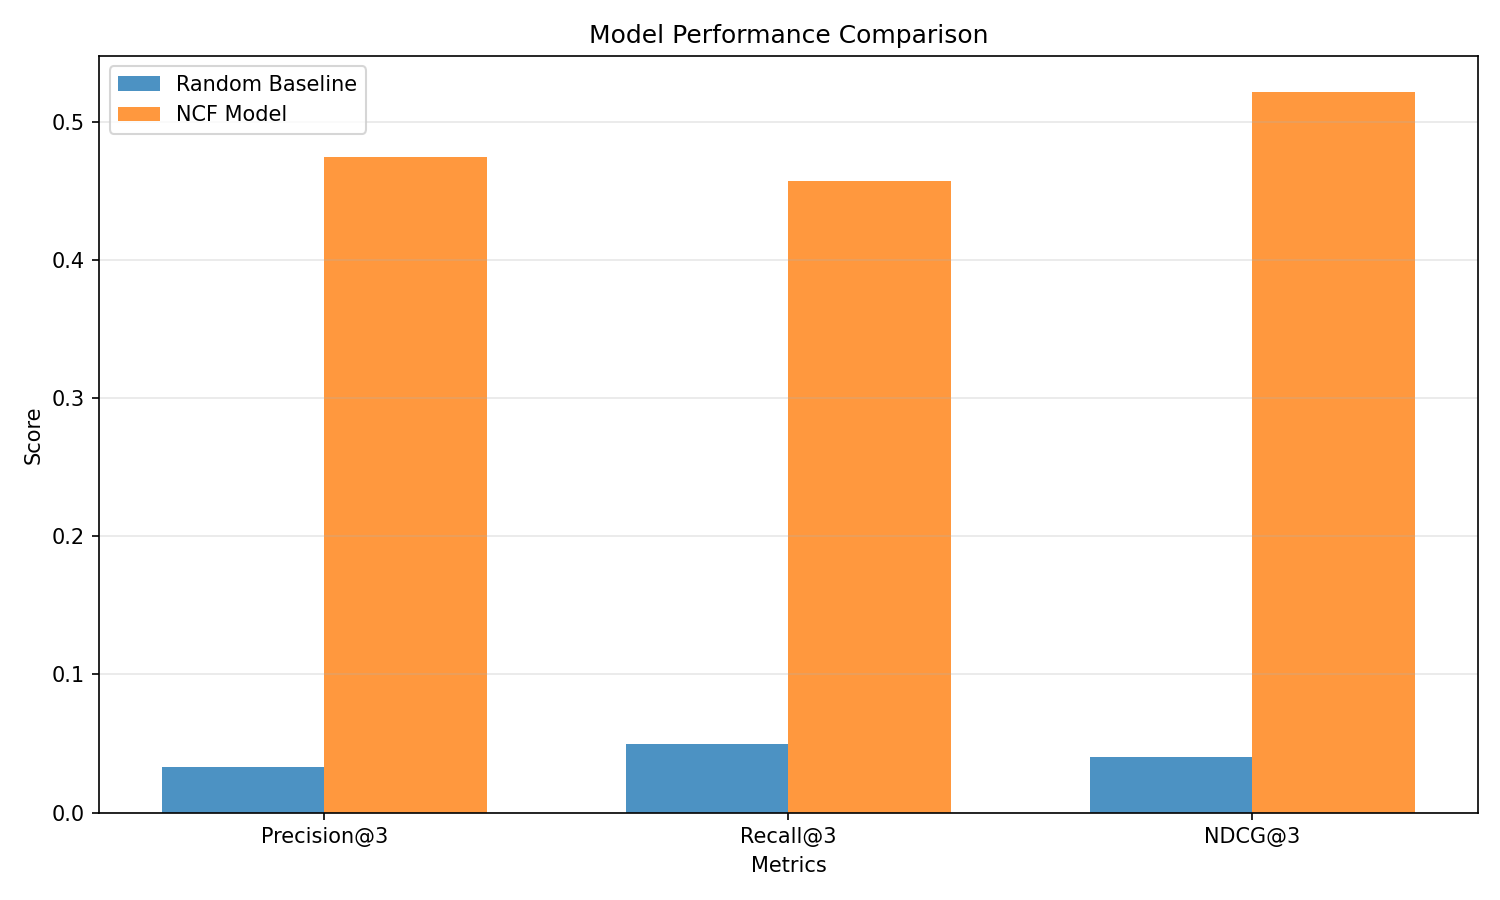 Model Performance Comparison
Random Baseline
NCF Model
0.5
0.4
0.3
0.2
0.1
0.0
Score
Precision@3
Recall@3
NDCG@3
Metrics